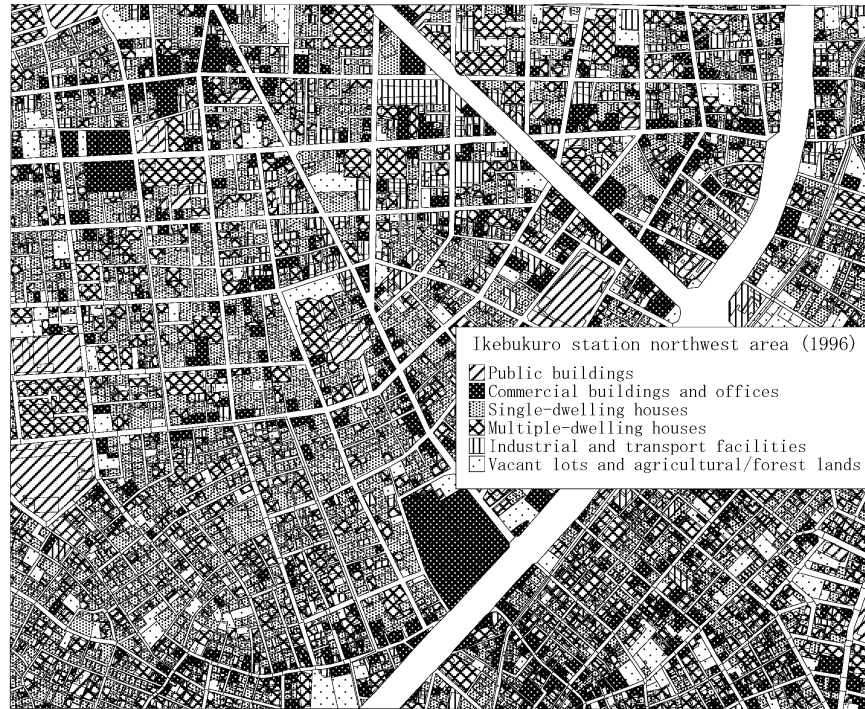 Ikebukuro station northwest area (1996)
Public buildings
Commercial buildings and offices
Single-dwelling houses
Multiple-dwelling houses
Industrial and transport facilities
Vacant lots and agricultural/forest lands